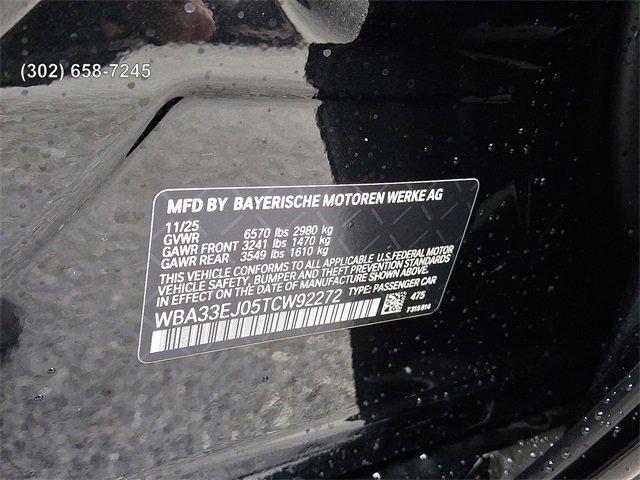 (302) 658-7245
MFD BY BAYERISCHE MOTOREN WERKE AG
11/25
GVWR 6570 lbs 2980 kg
GAWR FRONT 3241 lbs 1470 kg
GAWR REAR 3549 lbs 1610 kg
THIS VEHICLE CONFORMS TO ALL APPLICABLE U.S.FEDERAL MOTOR
VEHICLE SAFETY, BUMPER AND THEFT PREVENTION STANDARDS
IN EFFECT ON THE DATE OF MANUFACTURE SHOWN ABOVE.
WBA33EJ05TCW92272 TYPE: PASSENGER CAR
475
7315614